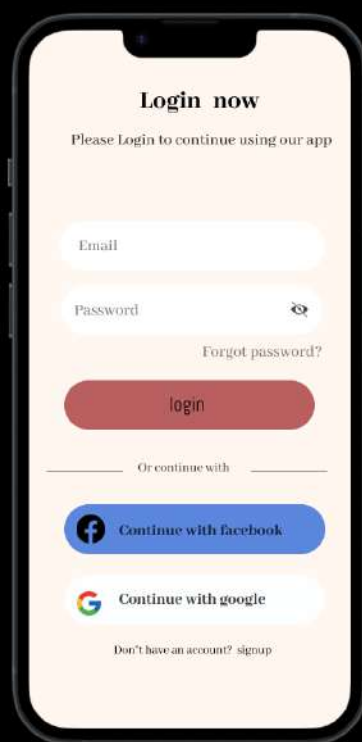 Login now
Please Login to continue using our app
Email
Password
Forgot password?
login
Or continue with
Continue with facebook
Continue with google
Don't have an account? signup